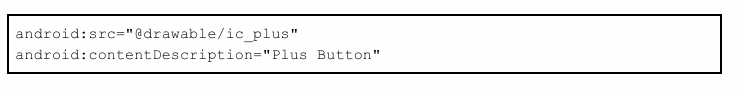 android:src="@drawable/ic_plus"
android:contentDescription="Plus Button"